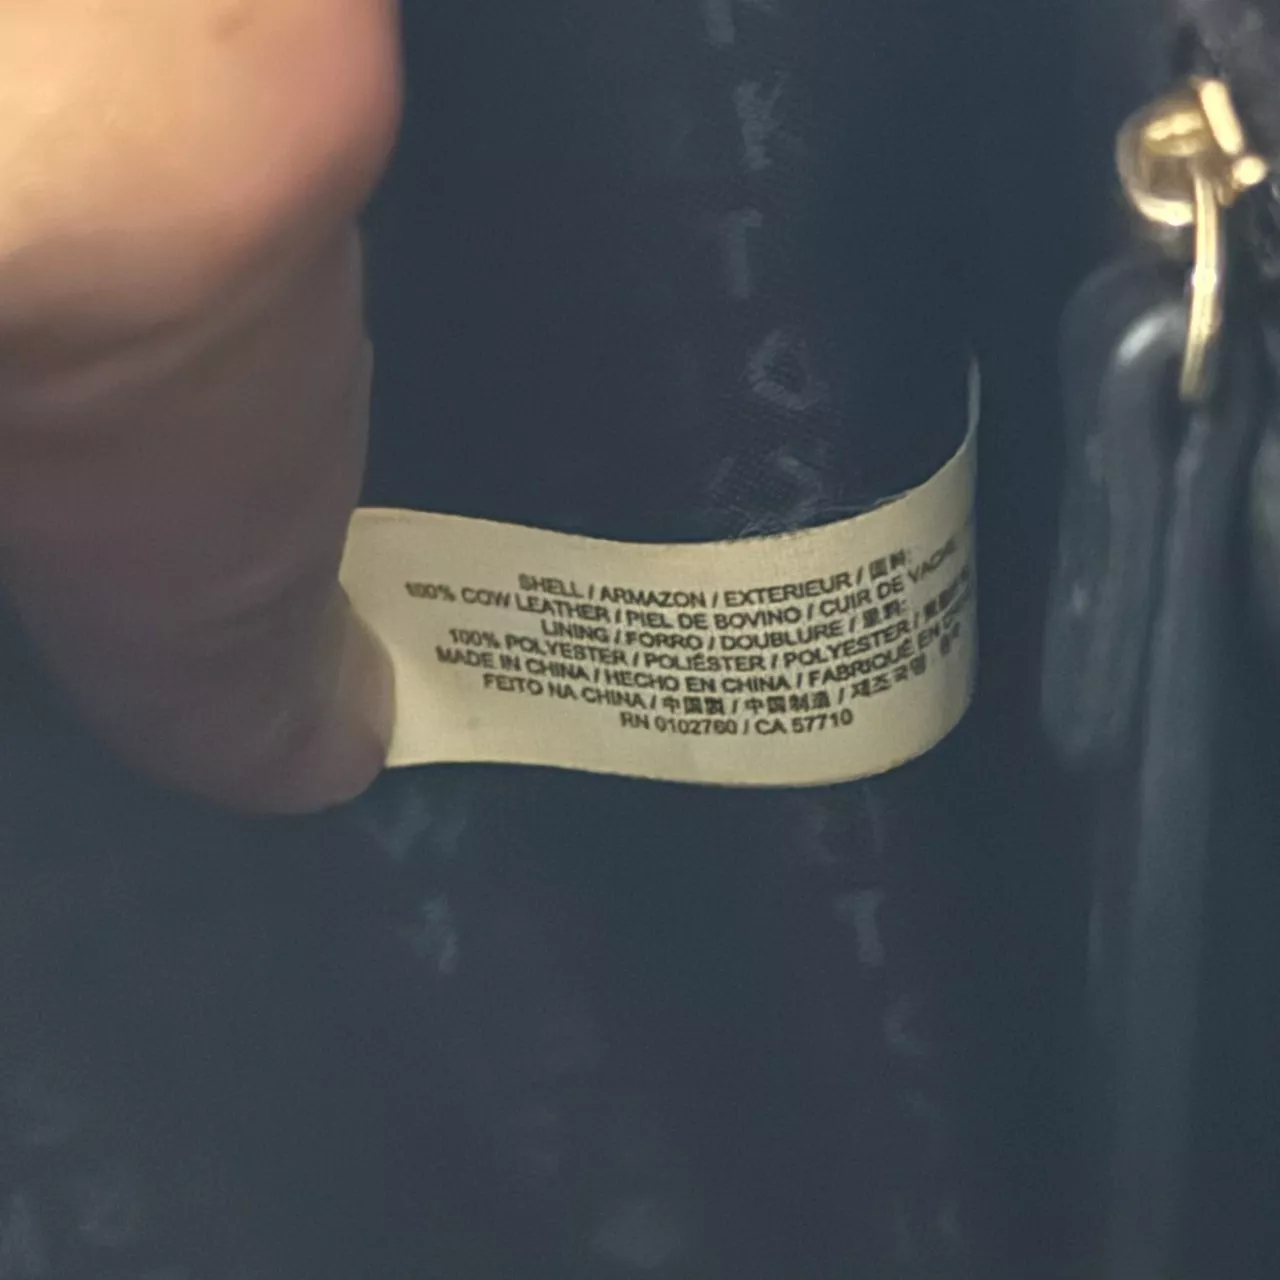 SHELL / ARMAZON / EXTERIEUR / 面料:
100% COW LEATHER / PIEL DE BOVINO / CUIR DE VACHE
LINING / FORRO / DOUBLURE / 里料:
100% POLYESTER / POLIÉSTER / POLYESTER /
MADE IN CHINA / HECHO EN CHINA / FABRIQUÉ EN
FEITO NA CHINA / 中国製 / 中国制造 / 제조국명
RN 0102760 / CA 57710